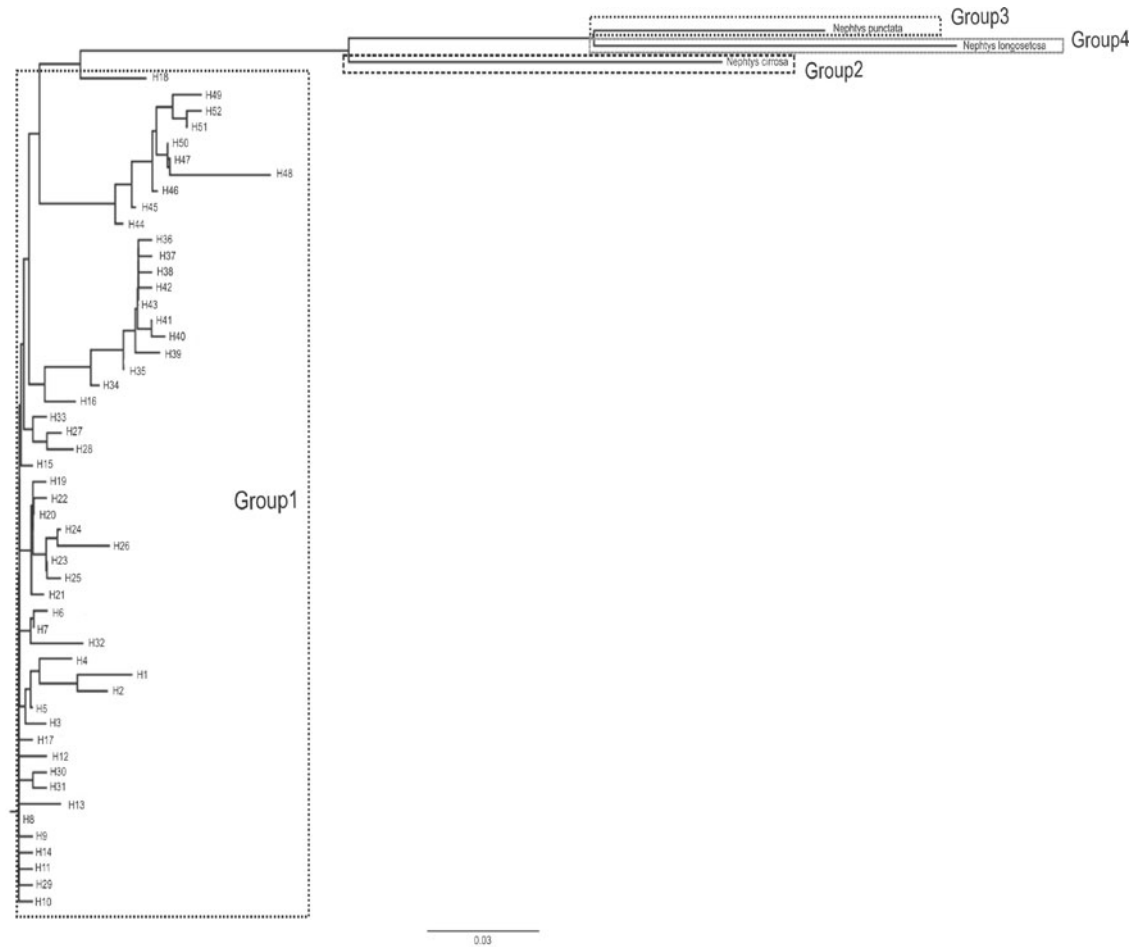 Group3
Nephtys punctata
Group4
Nephtys longosetosa
Nephtys cirrosa
Group2
H18
H49
H52
H51
H50
H47
H48
H46
H45
H44
H36
H37
H38
H42
H43
H41
H40
H39
H35
H34
H16
H33
H27
H28
H15
H19
H22
Group1
H20
H24
H26
H23
H25
H21
H6
H7
H32
H4
H1
H2
H5
H3
H17
H12
H30
H31
H13
H8
H9
H14
H11
H29
H10
0.03